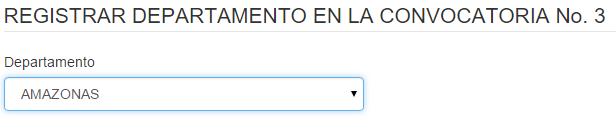 REGISTRAR DEPARTAMENTO EN LA CONVOCATORIA No. 3
Departamento
AMAZONAS